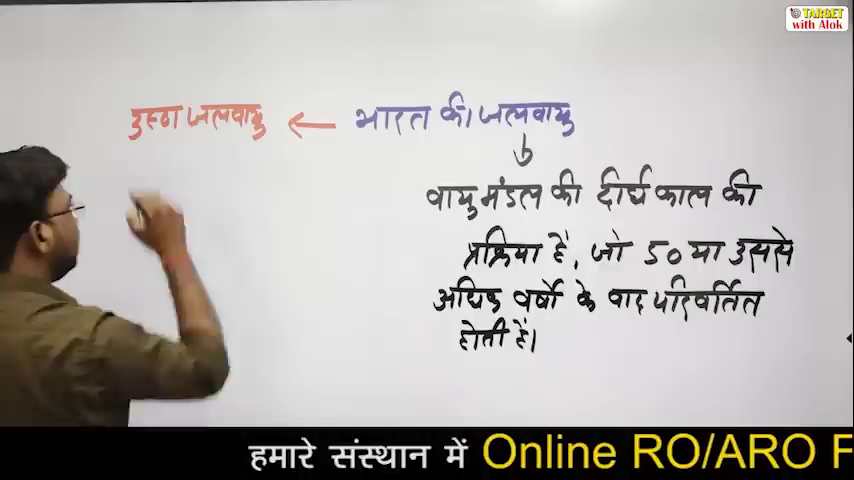 TARGET
with Alok
उष्ण जलवायु ← भारत की जलवायु
वायुमंडल की दीर्घ काल की
प्रक्रिया है, जो 50 या उससे
अधिक वर्षो के बाद परिवर्तित
होती है।
हमारे संस्थान में Online RO/ARO F